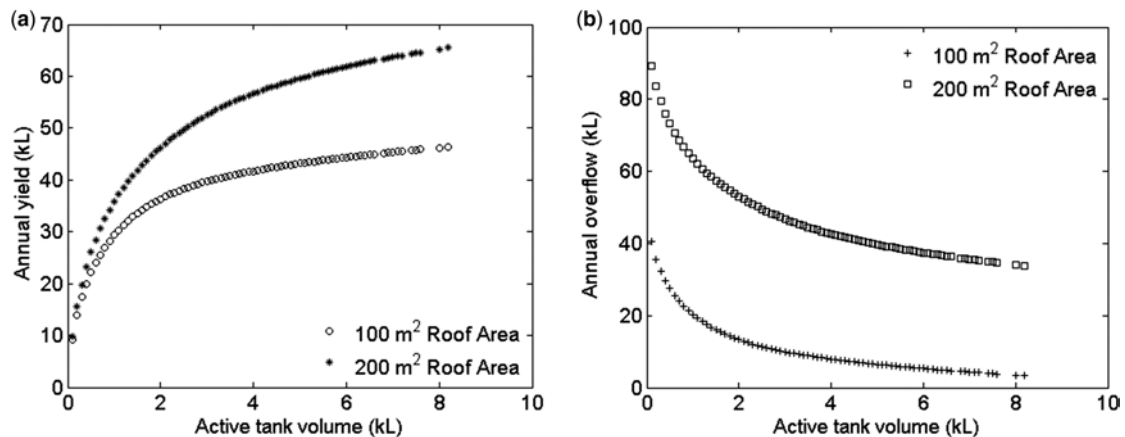 (a)
70
60
50
40
30
20
10
0
Annual yield (kL)
100 m² Roof Area
200 m² Roof Area
0 2 4 6 8 10
Active tank volume (kL)
(b)
100
80
60
40
20
0
Annual overflow (kL)
100 m² Roof Area
200 m² Roof Area
0 2 4 6 8 10
Active tank volume (kL)